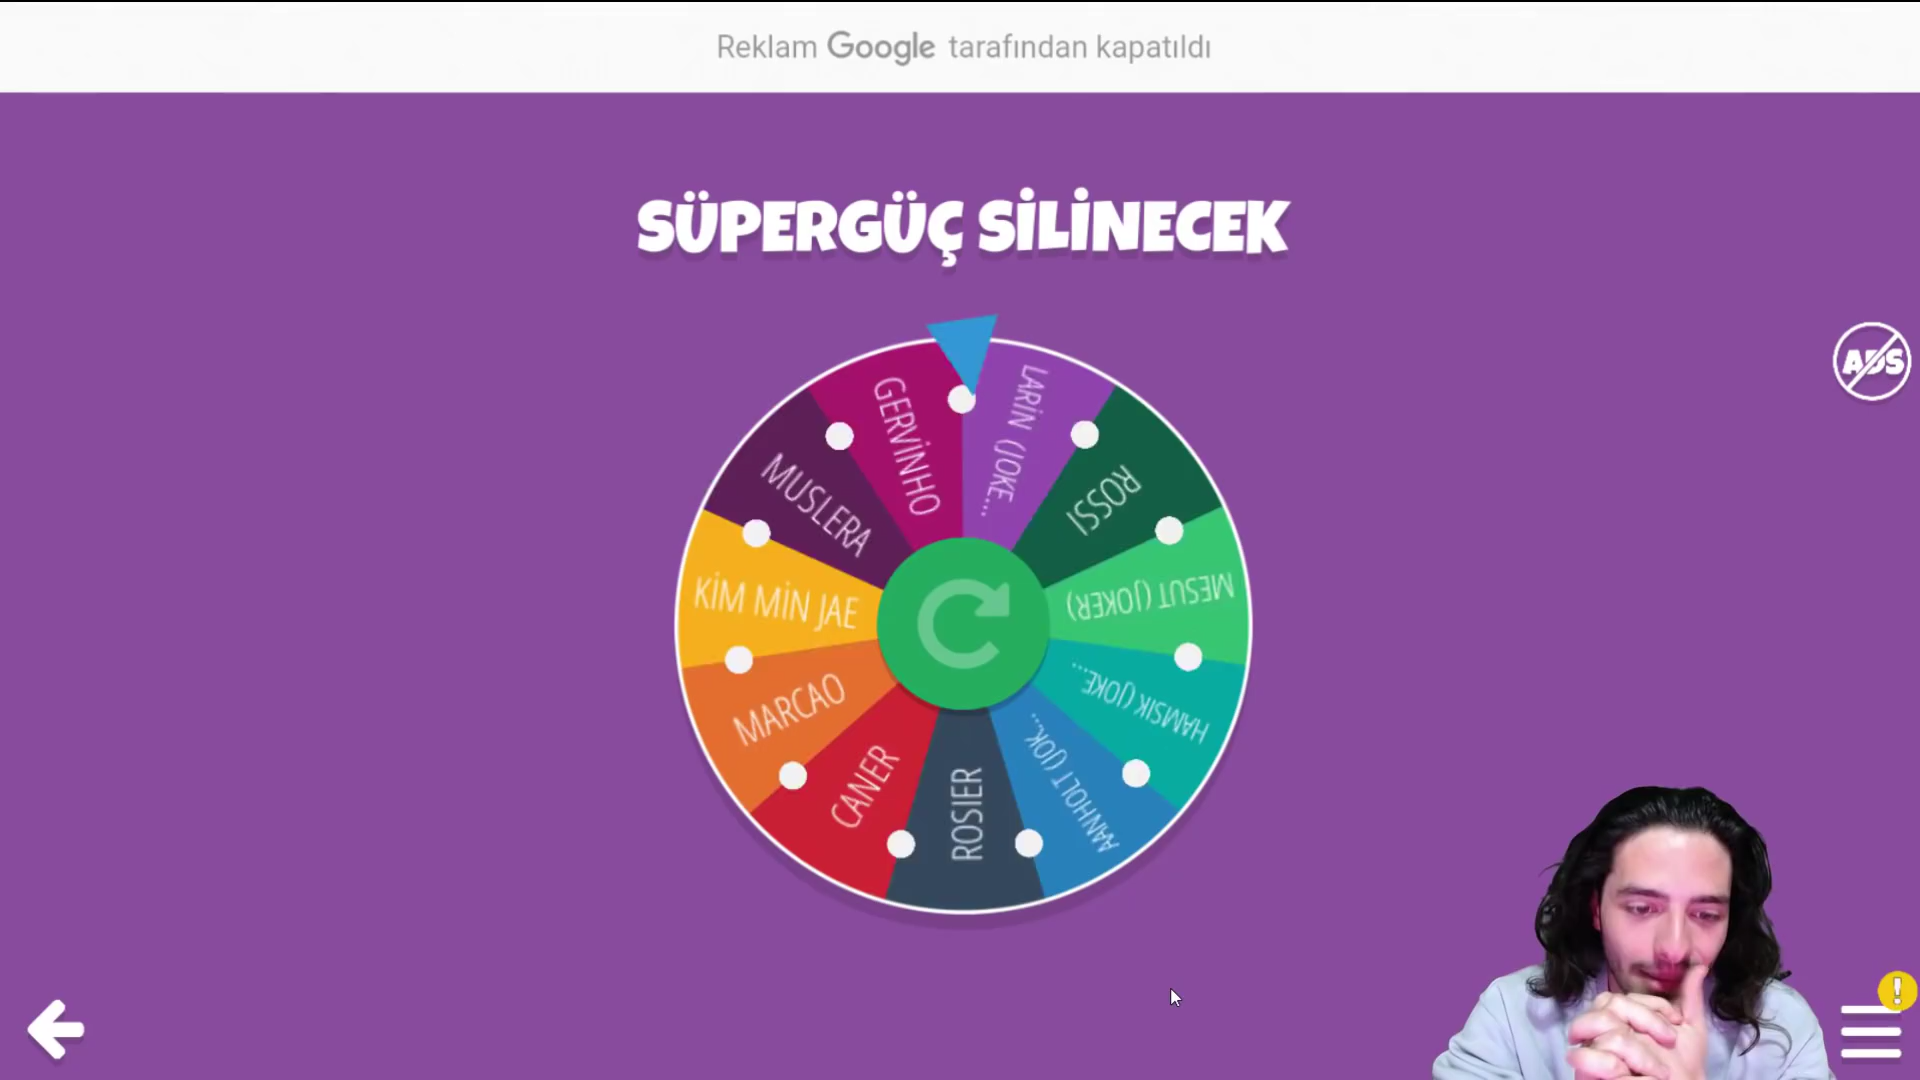 Reklam Google tarafından kapatıldı
SÜPERGÜÇ SİLİNECEK
ADS
LARİN (JOKE...
ROSSI
MESUT (JOKER)
HAMSIK (JOKE...
AANHOLT (JOK...
ROSIER
CANER
MARCAO
KİM MİN JAE
MUSLERA
GERVİNHO
!